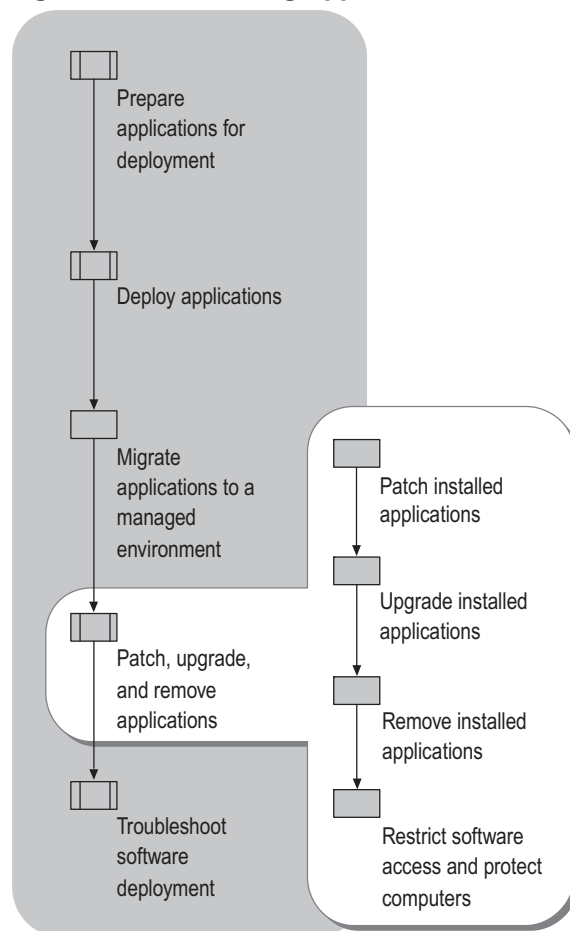 Prepare
applications for
deployment
Deploy applications
Migrate
applications to a
managed
environment
Patch, upgrade,
and remove
applications
Troubleshoot
software
deployment
Patch installed
applications
Upgrade installed
applications
Remove installed
applications
Restrict software
access and protect
computers